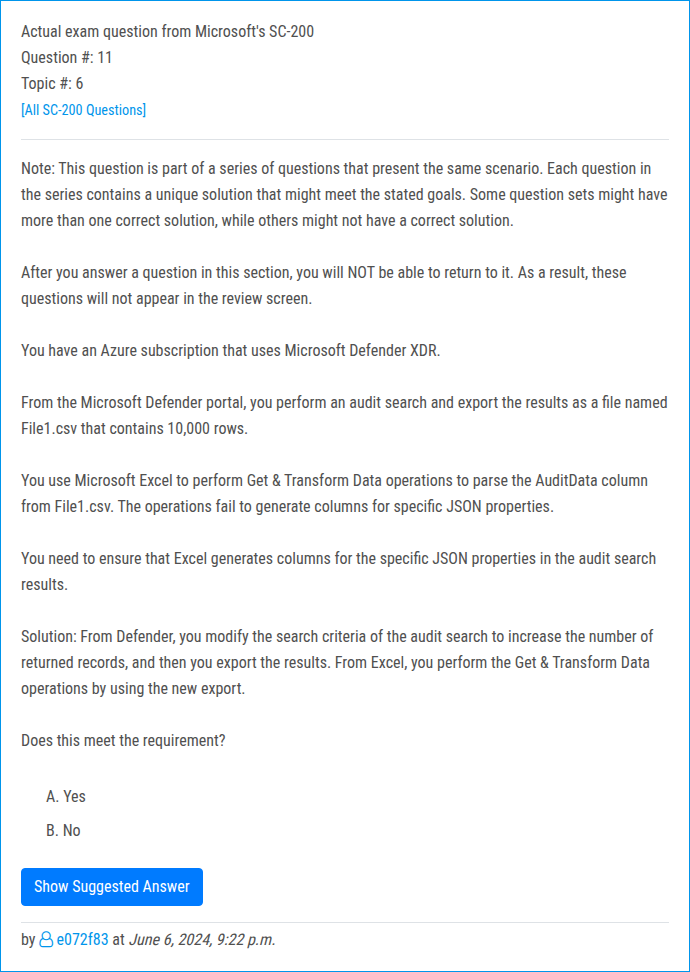 Actual exam question from Microsoft's SC-200
Question #: 11
Topic #: 6
[All SC-200 Questions]
Note: This question is part of a series of questions that present the same scenario. Each question in
the series contains a unique solution that might meet the stated goals. Some question sets might have
more than one correct solution, while others might not have a correct solution.
After you answer a question in this section, you will NOT be able to return to it. As a result, these
questions will not appear in the review screen.
You have an Azure subscription that uses Microsoft Defender XDR.
From the Microsoft Defender portal, you perform an audit search and export the results as a file named
File1.csv that contains 10,000 rows.
You use Microsoft Excel to perform Get & Transform Data operations to parse the AuditData column
from File1.csv. The operations fail to generate columns for specific JSON properties.
You need to ensure that Excel generates columns for the specific JSON properties in the audit search
results.
Solution: From Defender, you modify the search criteria of the audit search to increase the number of
returned records, and then you export the results. From Excel, you perform the Get & Transform Data
operations by using the new export.
Does this meet the requirement?
A. Yes
B. No
Show Suggested Answer
by e072f83 at June 6, 2024, 9:22 p.m.